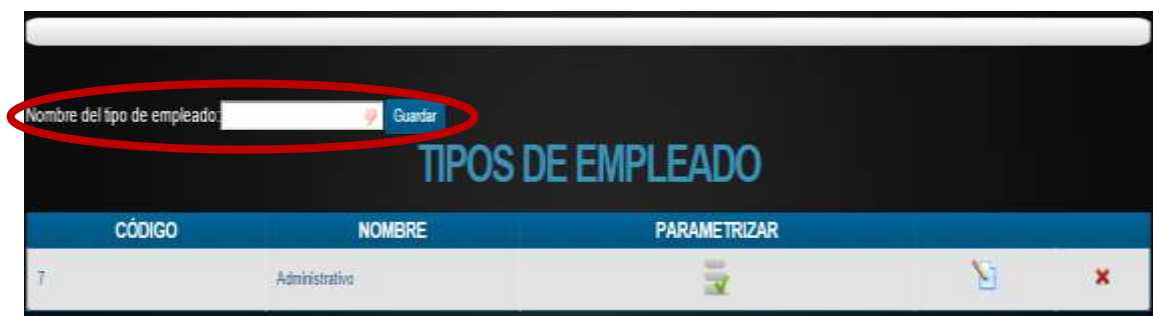 Nombre del tipo de empleado: Guardar
TIPOS DE EMPLEADO
CÓDIGO NOMBRE PARAMETRIZAR
7 Administrativo